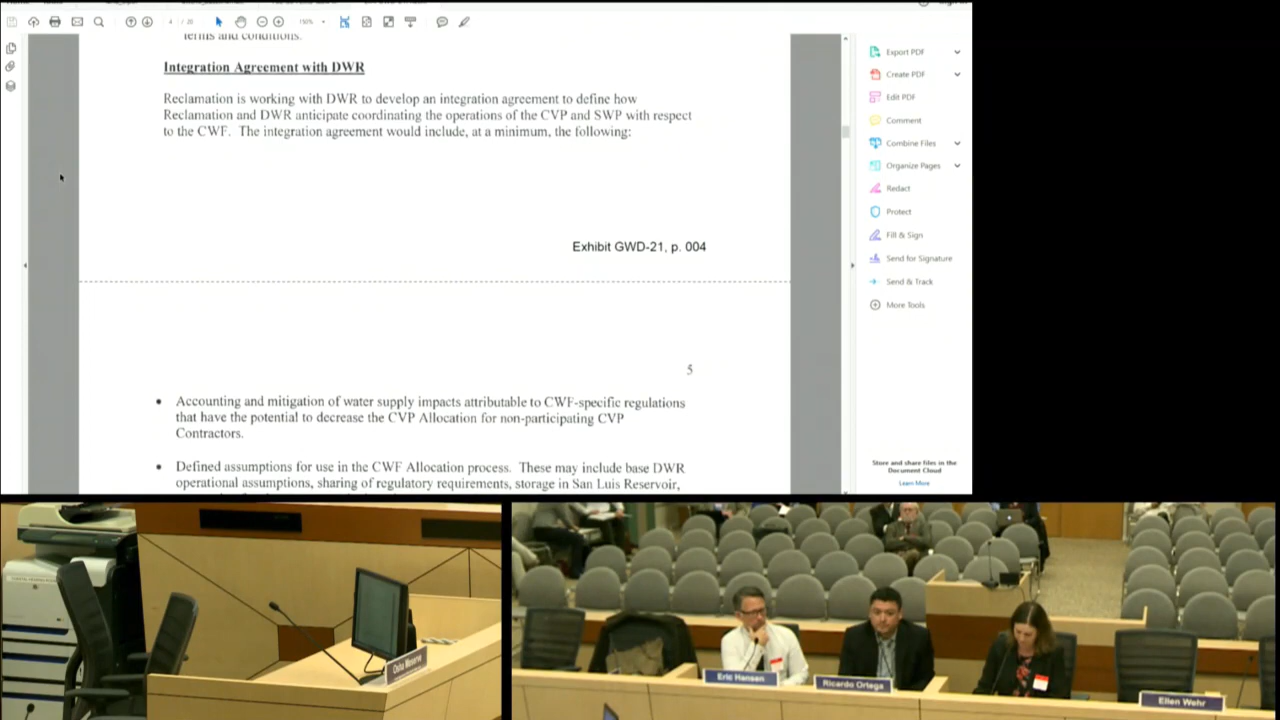 4 / 20
150%
terms and conditions.
Integration Agreement with DWR
Reclamation is working with DWR to develop an integration agreement to define how
Reclamation and DWR anticipate coordinating the operations of the CVP and SWP with respect
to the CWF. The integration agreement would include, at a minimum, the following:
Exhibit GWD-21, p. 004
5
• Accounting and mitigation of water supply impacts attributable to CWF-specific regulations
that have the potential to decrease the CVP Allocation for non-participating CVP
Contractors.
• Defined assumptions for use in the CWF Allocation process. These may include base DWR
operational assumptions, sharing of regulatory requirements, storage in San Luis Reservoir,
Export PDF
Create PDF
Edit PDF
Comment
Combine Files
Organize Pages
Redact
Protect
Fill & Sign
Send for Signature
Send & Track
More Tools
Store and share files in the
Document Cloud
Learn More
Osha Meserve
Eric Hansen
Ricardo Ortega
Ellen Wehr